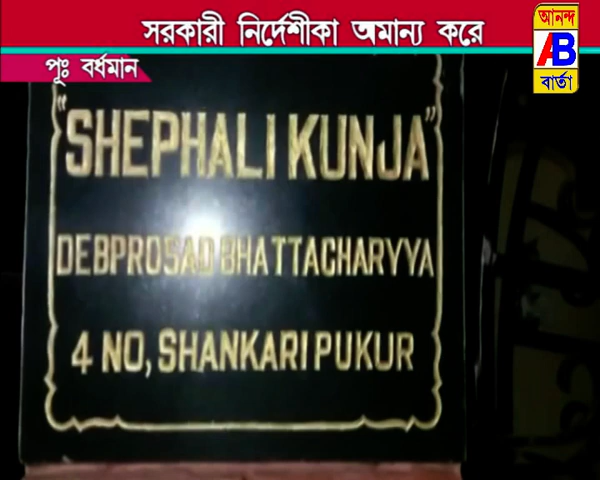 সরকারী নির্দেশীকা অমান্য করে
আনন্দ
AB
বার্তা
পূঃ বর্ধমান
"SHEPHALI KUNJA"
DEBPROSAD BHATTACHARYYA
4 NO, SHANKARI PUKUR